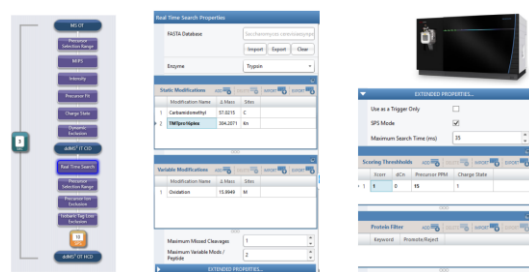 MS OT
Precursor
Selection Range
MIPS
Intensity
Precursor Fit
Charge State
Dynamic
Exclusion
ddMS² IT CID
Real Time Search
Precursor
Selection Range
Precursor Ion
Exclusion
Isobaric Tag Loss
Exclusion
10
ddMS³ OT HCD
Real Time Search Properties
FASTA Database
Import Export Clear
Enzyme Trypsin
Static Modifications
Modification Name Δ Mass Sites
1 Carbamidomethyl 57.0215 C
2 TMTpro16plex 304.2071 Kn
Variable Modifications
Modification Name Δ Mass Sites
1 Oxidation 15.9949 M
Maximum Missed Cleavages 1
Maximum Variable Mods /
Peptide 2
EXTENDED PROPERTIES...
EXTENDED PROPERTIES...
Use as a Trigger Only
SPS Mode
Maximum Search Time (ms) 35
Scoring Thresholds
Xcorr dCn Precursor PPM Charge State
1 0 15 1
Protein Filter
Keyword Promote/Reject